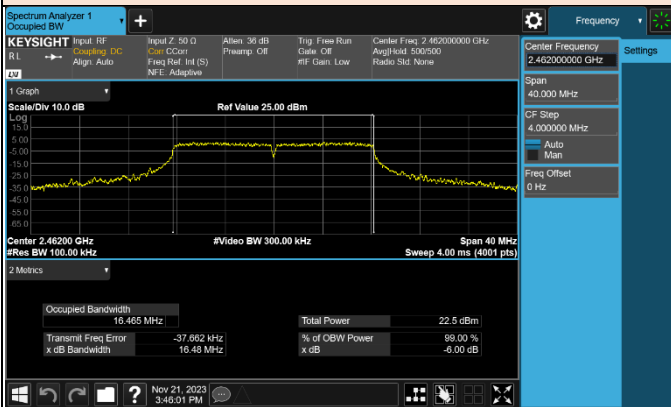 Spectrum Analyzer 1
Occupied BW
Frequency
KEYSIGHT
Input: RF
Coupling: DC
Align: Auto
Input Z: 50 Ω
Corr CCorr
Freq Ref: Int (S)
NFE: Adaptive
Atten: 36 dB
Preamp: Off
Trig: Free Run
Gate: Off
#IF Gain: Low
Center Freq: 2.462000000 GHz
Avg|Hold: 500/500
Radio Std: None
R L
Center Frequency
2.462000000 GHz
Settings
Span
40.000 MHz
CF Step
4.000000 MHz
Auto
Man
Freq Offset
0 Hz
1 Graph
Scale/Div 10.0 dB
Ref Value 25.00 dBm
Log
15.0
5.00
-5.00
-15.0
-25.0
-35.0
-45.0
-55.0
-65.0
Center 2.46200 GHz
#Video BW 300.00 kHz
Span 40 MHz
#Res BW 100.00 kHz
Sweep 4.00 ms (4001 pts)
2 Metrics
Occupied Bandwidth
16.465 MHz
Total Power
22.5 dBm
Transmit Freq Error
-37.662 kHz
% of OBW Power
99.00 %
x dB Bandwidth
16.48 MHz
x dB
-6.00 dB
Nov 21, 2023
3:46:01 PM